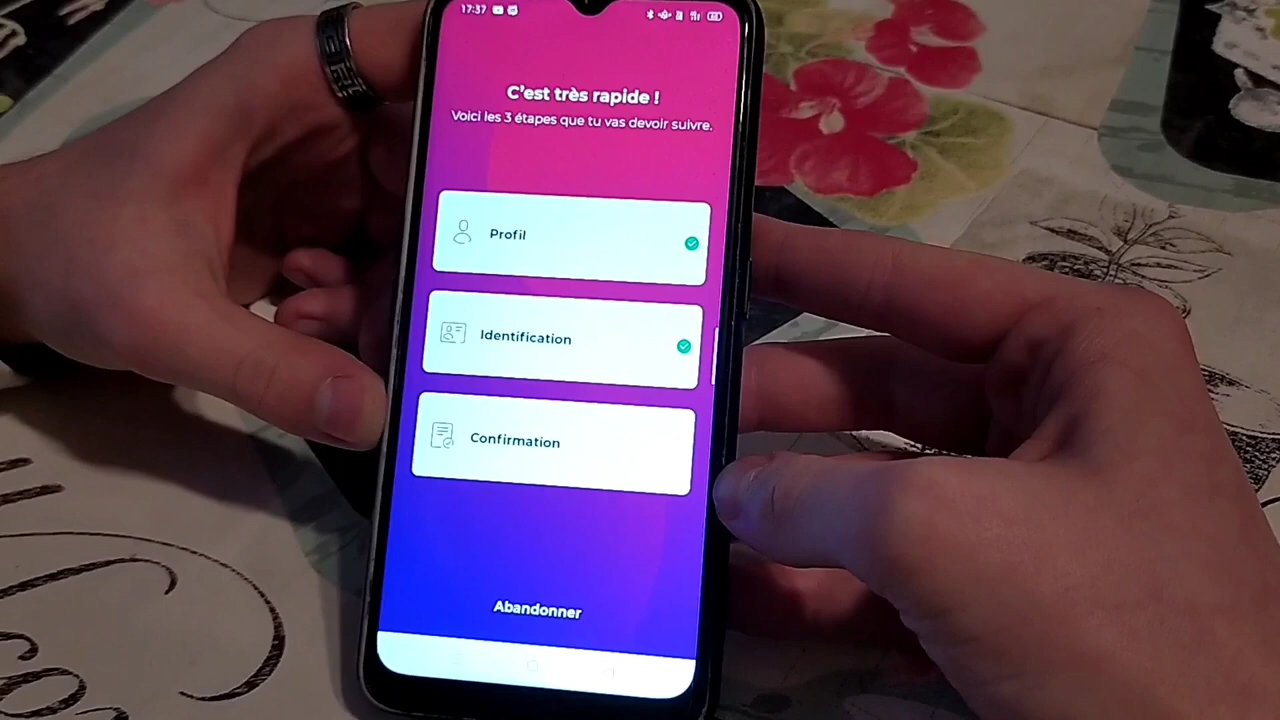 17:37
C'est très rapide !
Voici les 3 étapes que tu vas devoir suivre.
Profil
Identification
Confirmation
Abandonner